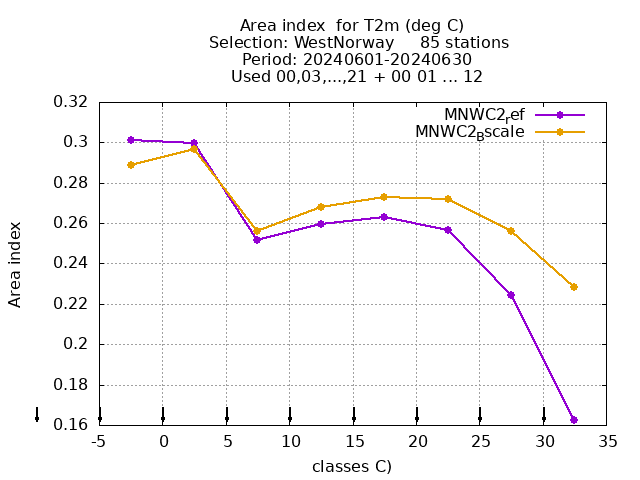 Area index  for T2m (deg C)
Selection: WestNorway     85 stations
Period: 20240601-20240630
Used 00,03,...,21 + 00 01 ... 12
MNWC2ref
MNWC2Bscale
0.32
0.3
0.28
0.26
0.24
0.22
0.2
0.18
0.16
Area index
-5 0 5 10 15 20 25 30 35
classes C)